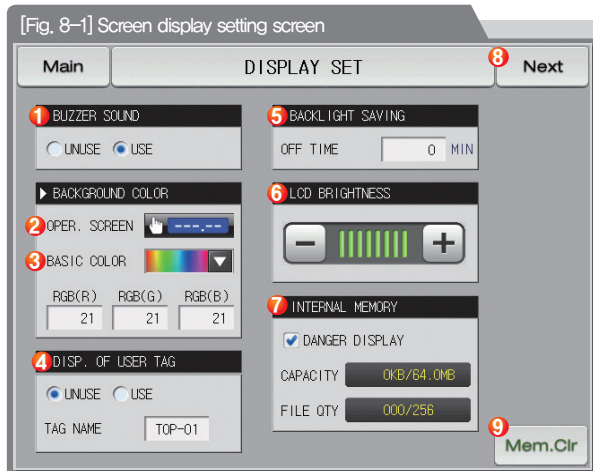 [Fig. 8-1] Screen display setting screen
Main
DISPLAY SET
8 Next
1 BUZZER SOUND
UNUSE USE
▶ BACKGROUND COLOR
2 OPER. SCREEN ---.--
3 BASIC COLOR
RGB(R) RGB(G) RGB(B)
21 21 21
4 DISP. OF USER TAG
UNUSE USE
TAG NAME TOP-01
5 BACKLIGHT SAVING
OFF TIME 0 MIN
6 LCD BRIGHTNESS
− +
7 INTERNAL MEMORY
DANGER DISPLAY
CAPACITY 0KB/64.0MB
FILE QTY 000/256
9 Mem.Clr